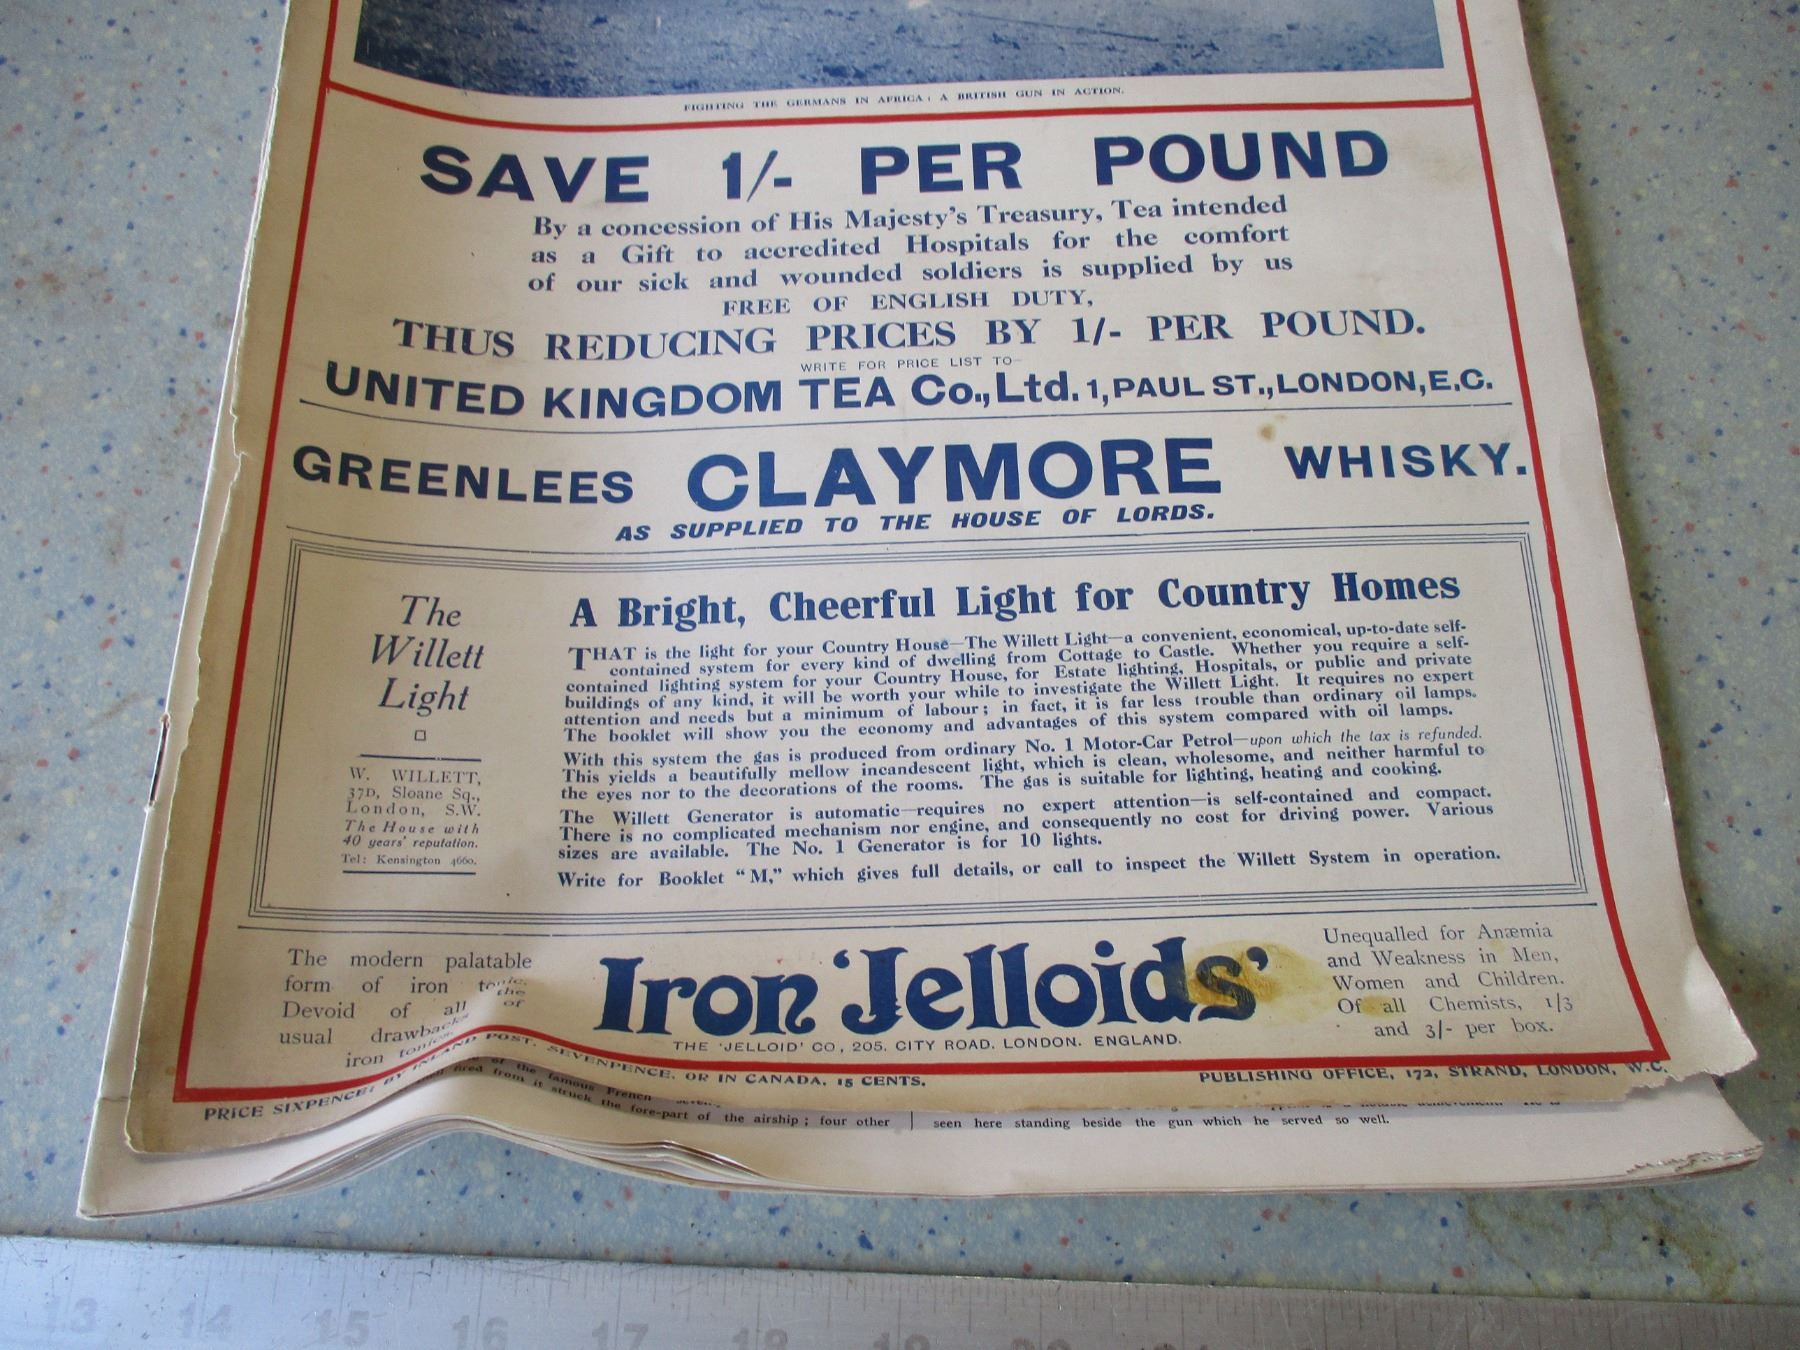 FIGHTING THE GERMANS IN AFRICA: A BRITISH GUN IN ACTION.
SAVE 1/- PER POUND
By a concession of His Majesty's Treasury, Tea intended
as a Gift to accredited Hospitals for the comfort
of our sick and wounded soldiers is supplied by us
FREE OF ENGLISH DUTY,
THUS REDUCING PRICES BY 1/- PER POUND.
WRITE FOR PRICE LIST TO—
UNITED KINGDOM TEA Co., Ltd. 1, PAUL ST., LONDON, E.C.
GREENLEES CLAYMORE WHISKY.
AS SUPPLIED TO THE HOUSE OF LORDS.
The
Willett
Light
W. WILLETT,
37D, Sloane Sq.,
London, S.W.
The House with
40 years' reputation.
Tel: Kensington 4660.
A Bright, Cheerful Light for Country Homes
THAT is the light for your Country House—The Willett Light—a convenient, economical, up-to-date self-
contained system for every kind of dwelling from Cottage to Castle. Whether you require a self-
contained lighting system for your Country House, for Estate lighting, Hospitals, or public and private
buildings of any kind, it will be worth your while to investigate the Willett Light. It requires no expert
attention and needs but a minimum of labour; in fact, it is far less trouble than ordinary oil lamps.
The booklet will show you the economy and advantages of this system compared with oil lamps.
With this system the gas is produced from ordinary No. 1 Motor-Car Petrol—upon which the tax is refunded.
This yields a beautifully mellow incandescent light, which is clean, wholesome, and neither harmful to
the eyes nor to the decorations of the rooms. The gas is suitable for lighting, heating and cooking.
The Willett Generator is automatic—requires no expert attention—is self-contained and compact.
There is no complicated mechanism nor engine, and consequently no cost for driving power. Various
sizes are available. The No. 1 Generator is for 10 lights.
Write for Booklet "M," which gives full details, or call to inspect the Willett System in operation.
The modern palatable
form of iron tonic.
Devoid of all the
usual drawbacks of
iron tonics.
Iron 'Jelloids'
THE 'JELLOID' CO, 205, CITY ROAD, LONDON. ENGLAND.
Unequalled for Anæmia
and Weakness in Men,
Women and Children.
Of all Chemists, 1/3
and 3/- per box.
PRICE SIXPENCE: BY INLAND POST, SEVENPENCE, OR IN CANADA, 15 CENTS.
PUBLISHING OFFICE, 172, STRAND, LONDON, W.C.
of the famous French
fired from it struck the fore-part of the airship; four other
seen here standing beside the gun which he served so well.
13 14 15 16 17 18 19 20